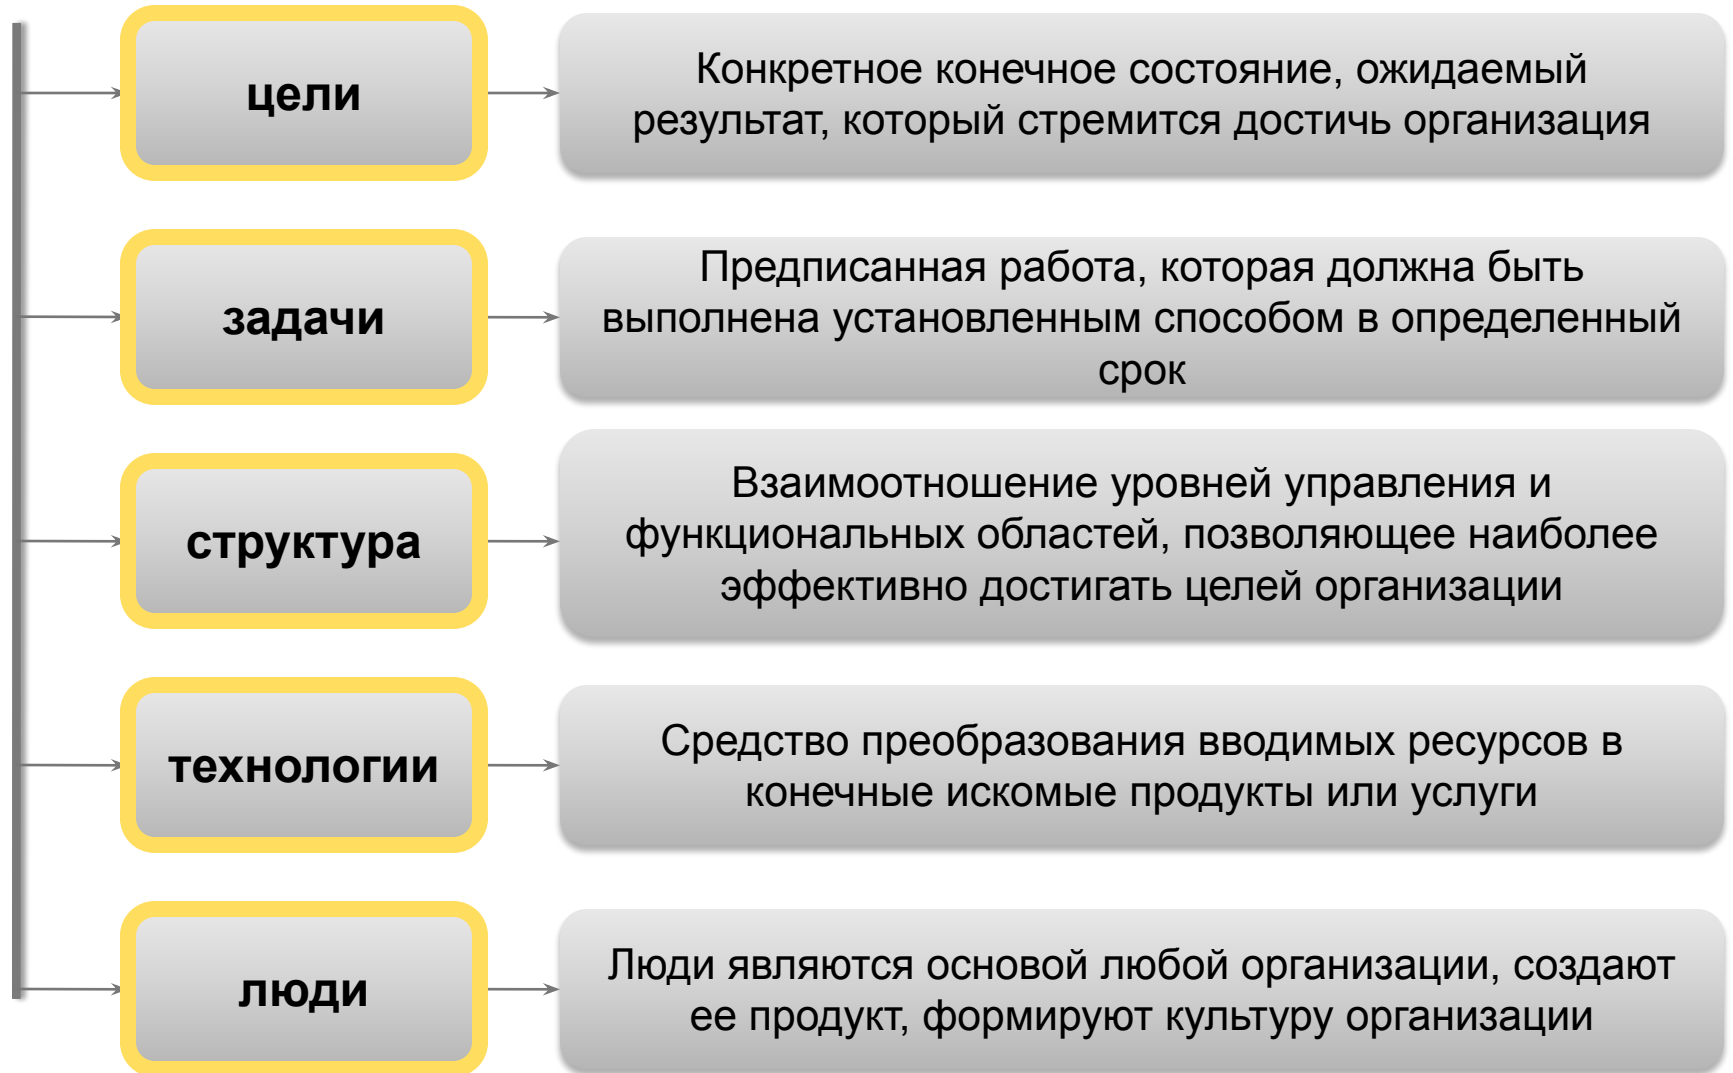 цели
Конкретное конечное состояние, ожидаемый
результат, который стремится достичь организация
задачи
Предписанная работа, которая должна быть
выполнена установленным способом в определенный
срок
структура
Взаимоотношение уровней управления и
функциональных областей, позволяющее наиболее
эффективно достигать целей организации
технологии
Средство преобразования вводимых ресурсов в
конечные искомые продукты или услуги
люди
Люди являются основой любой организации, создают
ее продукт, формируют культуру организации